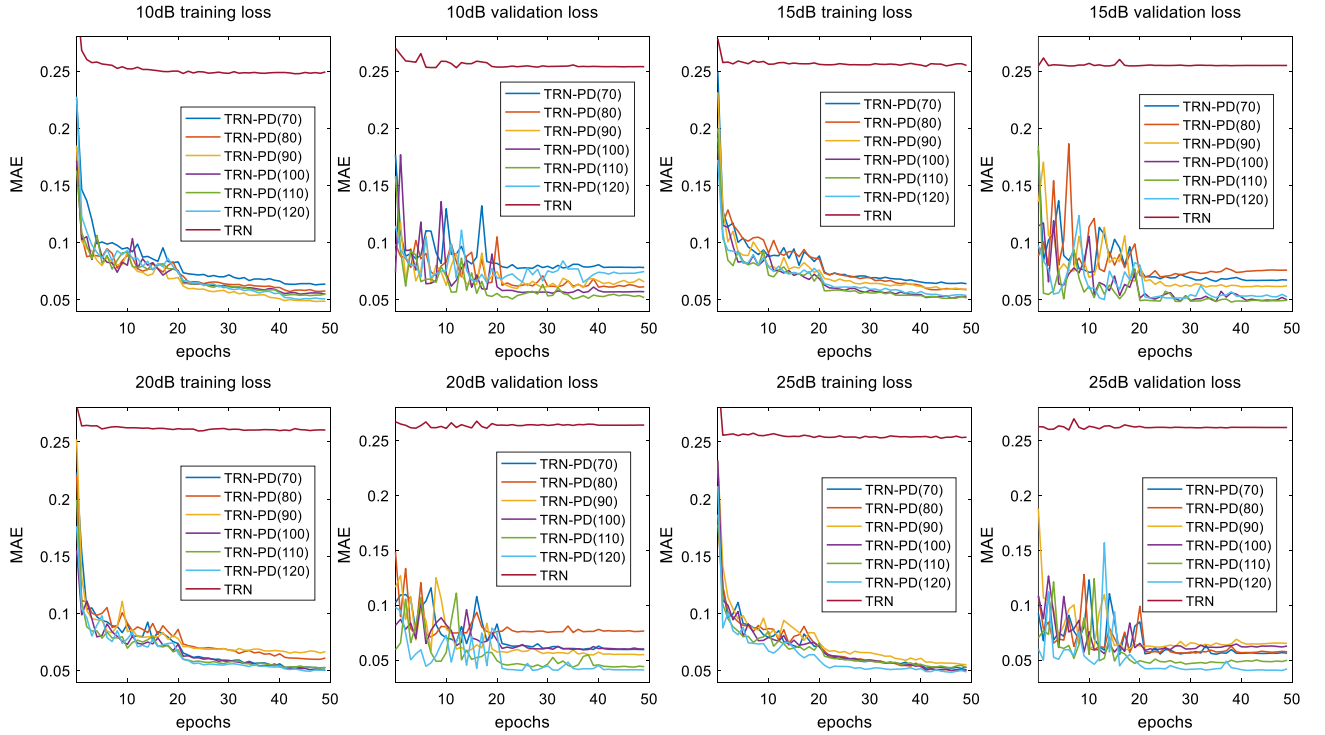 10dB training loss
10dB validation loss
15dB training loss
15dB validation loss
MAE
0.25
0.2
0.15
0.1
0.05
TRN-PD(70)
TRN-PD(80)
TRN-PD(90)
TRN-PD(100)
TRN-PD(110)
TRN-PD(120)
TRN
10 20 30 40 50
epochs
MAE
0.25
0.2
0.15
0.1
0.05
TRN-PD(70)
TRN-PD(80)
TRN-PD(90)
TRN-PD(100)
TRN-PD(110)
TRN-PD(120)
TRN
10 20 30 40 50
epochs
MAE
0.25
0.2
0.15
0.1
0.05
TRN-PD(70)
TRN-PD(80)
TRN-PD(90)
TRN-PD(100)
TRN-PD(110)
TRN-PD(120)
TRN
10 20 30 40 50
epochs
MAE
0.25
0.2
0.15
0.1
0.05
TRN-PD(70)
TRN-PD(80)
TRN-PD(90)
TRN-PD(100)
TRN-PD(110)
TRN-PD(120)
TRN
10 20 30 40 50
epochs
20dB training loss
20dB validation loss
25dB training loss
25dB validation loss
MAE
0.25
0.2
0.15
0.1
0.05
TRN-PD(70)
TRN-PD(80)
TRN-PD(90)
TRN-PD(100)
TRN-PD(110)
TRN-PD(120)
TRN
10 20 30 40 50
epochs
MAE
0.25
0.2
0.15
0.1
0.05
TRN-PD(70)
TRN-PD(80)
TRN-PD(90)
TRN-PD(100)
TRN-PD(110)
TRN-PD(120)
TRN
10 20 30 40 50
epochs
MAE
0.25
0.2
0.15
0.1
0.05
TRN-PD(70)
TRN-PD(80)
TRN-PD(90)
TRN-PD(100)
TRN-PD(110)
TRN-PD(120)
TRN
10 20 30 40 50
epochs
MAE
0.25
0.2
0.15
0.1
0.05
TRN-PD(70)
TRN-PD(80)
TRN-PD(90)
TRN-PD(100)
TRN-PD(110)
TRN-PD(120)
TRN
10 20 30 40 50
epochs